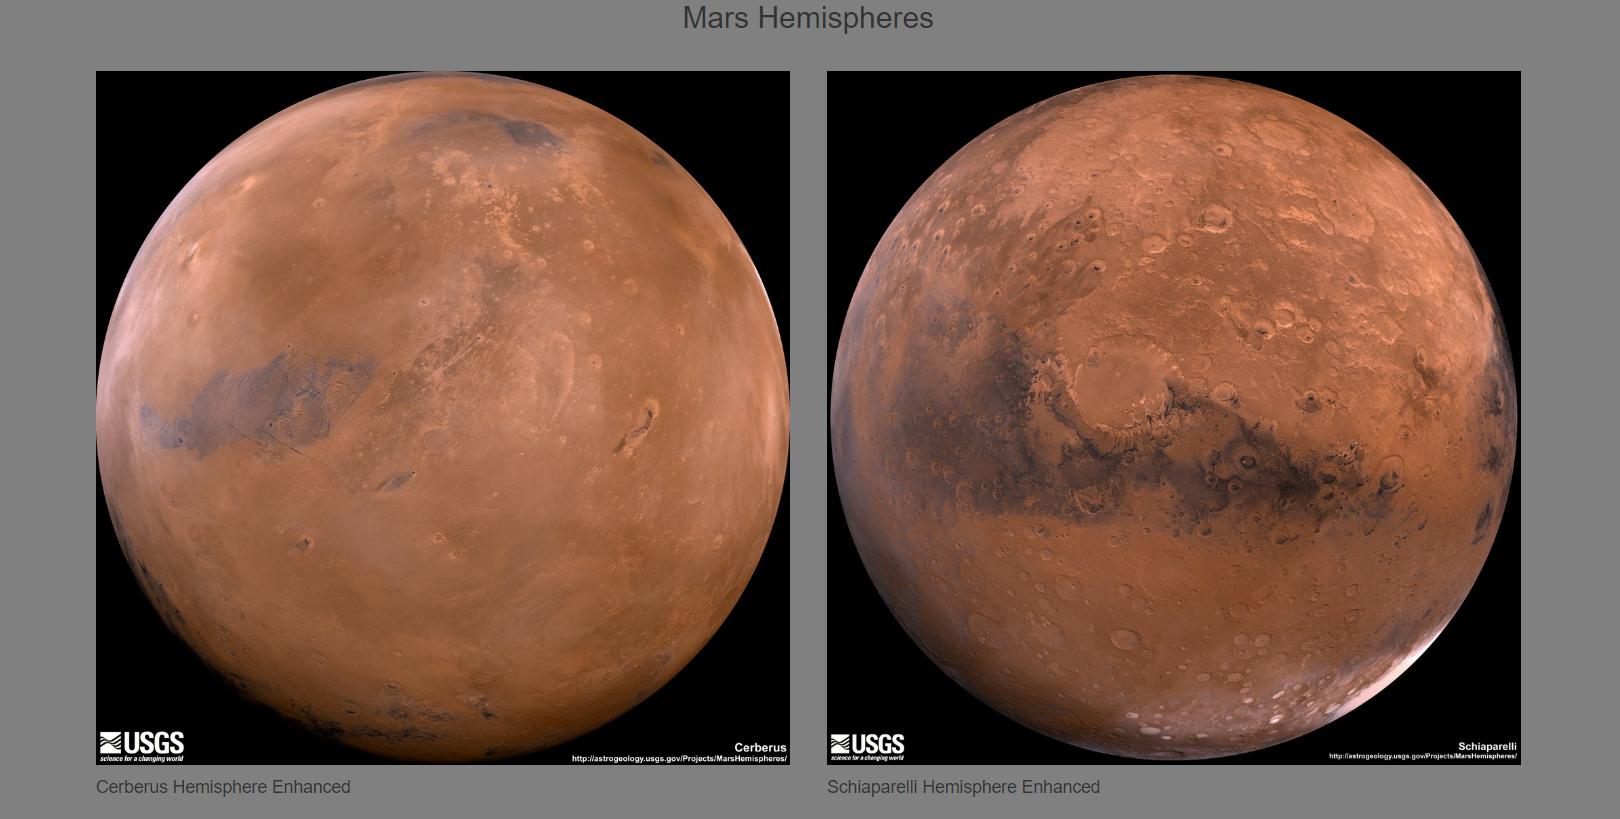 Mars Hemispheres
USGS
science for a changing world
Cerberus
http://astrogeology.usgs.gov/Projects/MarsHemispheres/
Cerberus Hemisphere Enhanced
USGS
science for a changing world
Schiaparelli
http://astrogeology.usgs.gov/Projects/MarsHemispheres/
Schiaparelli Hemisphere Enhanced